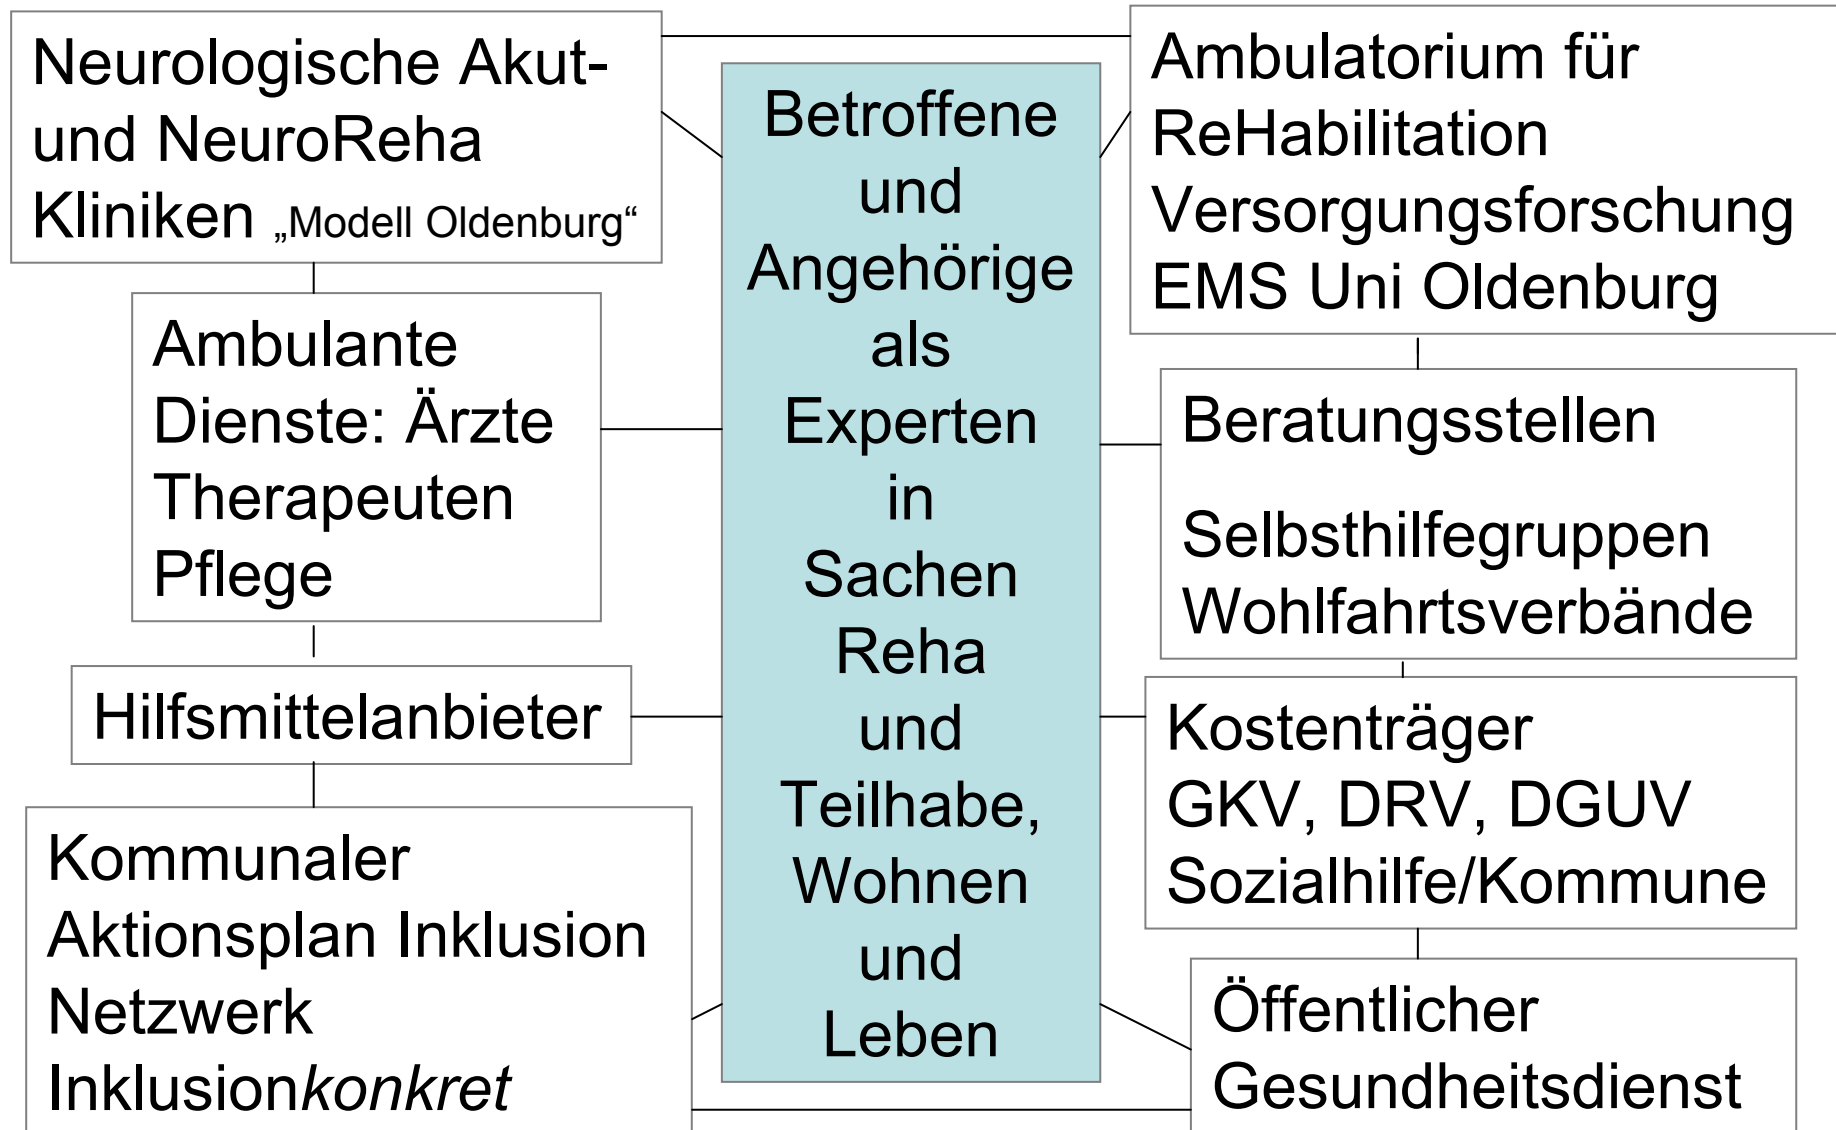 Neurologische Akut-
und NeuroReha
Kliniken „Modell Oldenburg“
Ambulante
Dienste: Ärzte
Therapeuten
Pflege
Hilfsmittelanbieter
Kommunaler
Aktionsplan Inklusion
Netzwerk
Inklusionkonkret
Betroffene
und
Angehörige
als
Experten
in
Sachen
Reha
und
Teilhabe,
Wohnen
und
Leben
Ambulatorium für
ReHabilitation
Versorgungsforschung
EMS Uni Oldenburg
Beratungsstellen
Selbsthilfegruppen
Wohlfahrtsverbände
Kostenträger
GKV, DRV, DGUV
Sozialhilfe/Kommune
Öffentlicher
Gesundheitsdienst